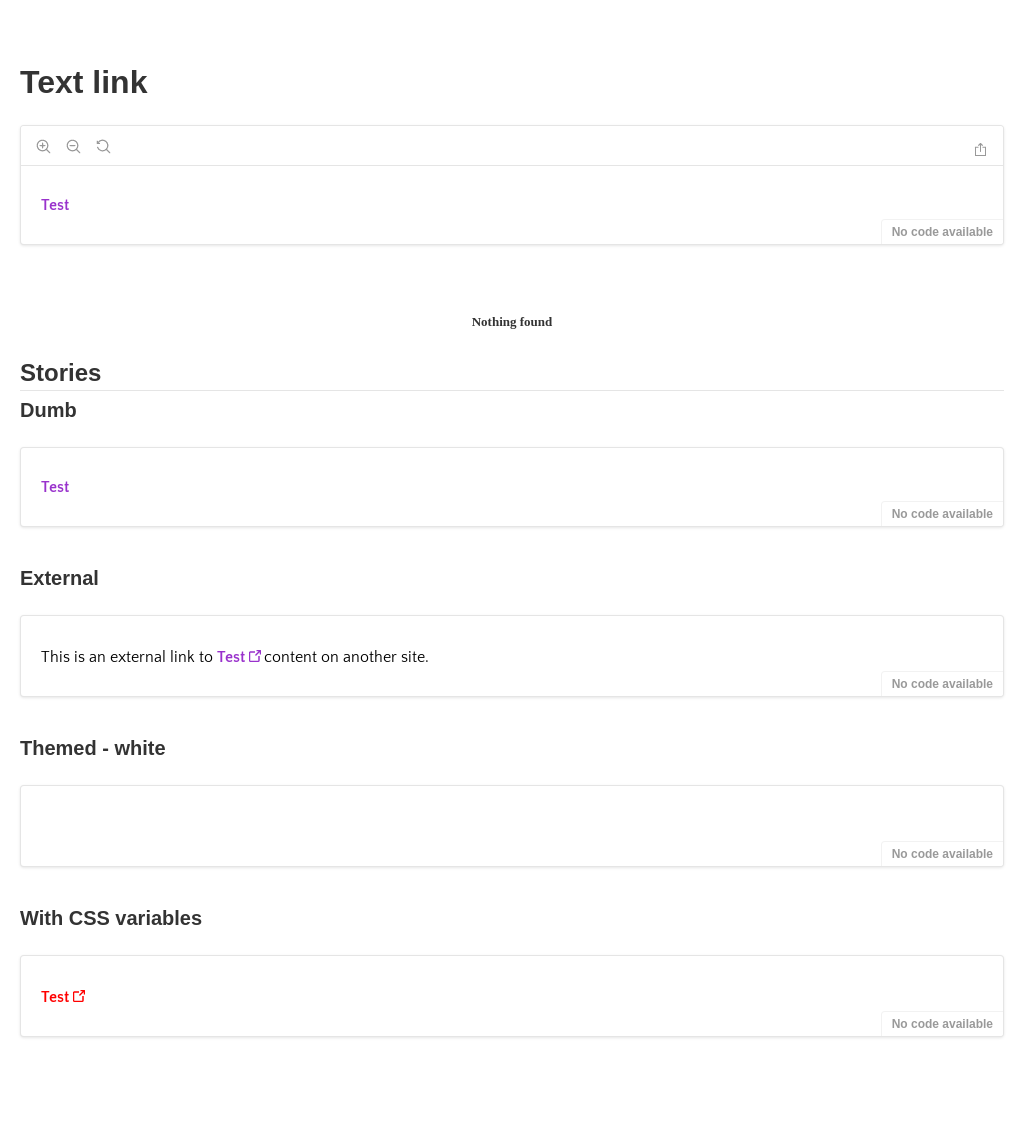 Text link
Test
No code available
Nothing found
Stories
Dumb
Test
No code available
External
This is an external link to Test content on another site.
No code available
Themed - white
No code available
With CSS variables
Test
No code available